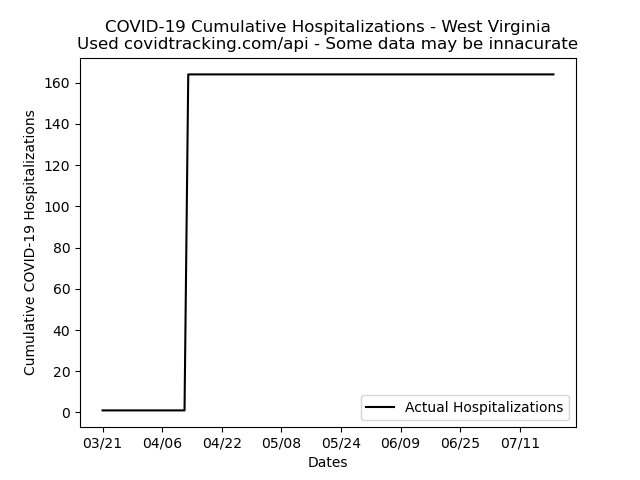 COVID-19 Cumulative Hospitalizations - West Virginia
Used covidtracking.com/api - Some data may be innacurate
Cumulative COVID-19 Hospitalizations
160
140
120
100
80
60
40
20
0
Actual Hospitalizations
03/21 04/06 04/22 05/08 05/24 06/09 06/25 07/11
Dates